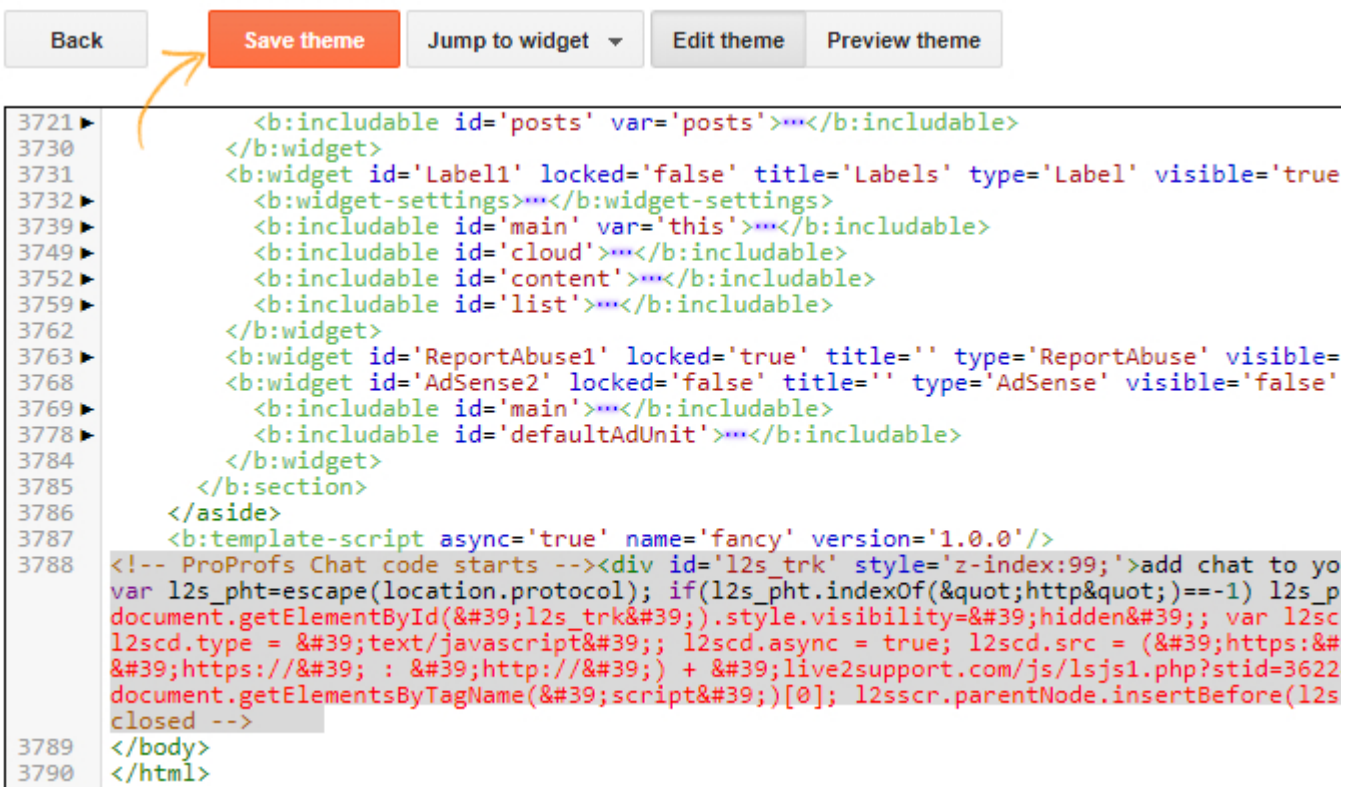 Back Save theme Jump to widget Edit theme Preview theme
3721 <b:includable id='posts' var='posts'>…</b:includable>
3730 </b:widget>
3731 <b:widget id='Label1' locked='false' title='Labels' type='Label' visible='true
3732 <b:widget-settings>…</b:widget-settings>
3739 <b:includable id='main' var='this'>…</b:includable>
3749 <b:includable id='cloud'>…</b:includable>
3752 <b:includable id='content'>…</b:includable>
3759 <b:includable id='list'>…</b:includable>
3762 </b:widget>
3763 <b:widget id='ReportAbuse1' locked='true' title='' type='ReportAbuse' visible=
3768 <b:widget id='AdSense2' locked='false' title='' type='AdSense' visible='false'
3769 <b:includable id='main'>…</b:includable>
3778 <b:includable id='defaultAdUnit'>…</b:includable>
3784 </b:widget>
3785 </b:section>
3786 </aside>
3787 <b:template-script async='true' name='fancy' version='1.0.0'/>
3788 <!-- ProProfs Chat code starts --><div id='l2s_trk' style='z-index:99;'>add chat to yo
var l2s_pht=escape(location.protocol); if(l2s_pht.indexOf(&quot;http&quot;)==-1) l2s_p
document.getElementById(&#39;l2s_trk&#39;).style.visibility=&#39;hidden&#39;; var l2sc
l2scd.type = &#39;text/javascript&#39;; l2scd.async = true; l2scd.src = (&#39;https:&#
&#39;https://&#39; : &#39;http://&#39;) + &#39;live2support.com/js/lsjs1.php?stid=3622
document.getElementsByTagName(&#39;script&#39;)[0]; l2sscr.parentNode.insertBefore(l2s
closed -->
3789 </body>
3790 </html>